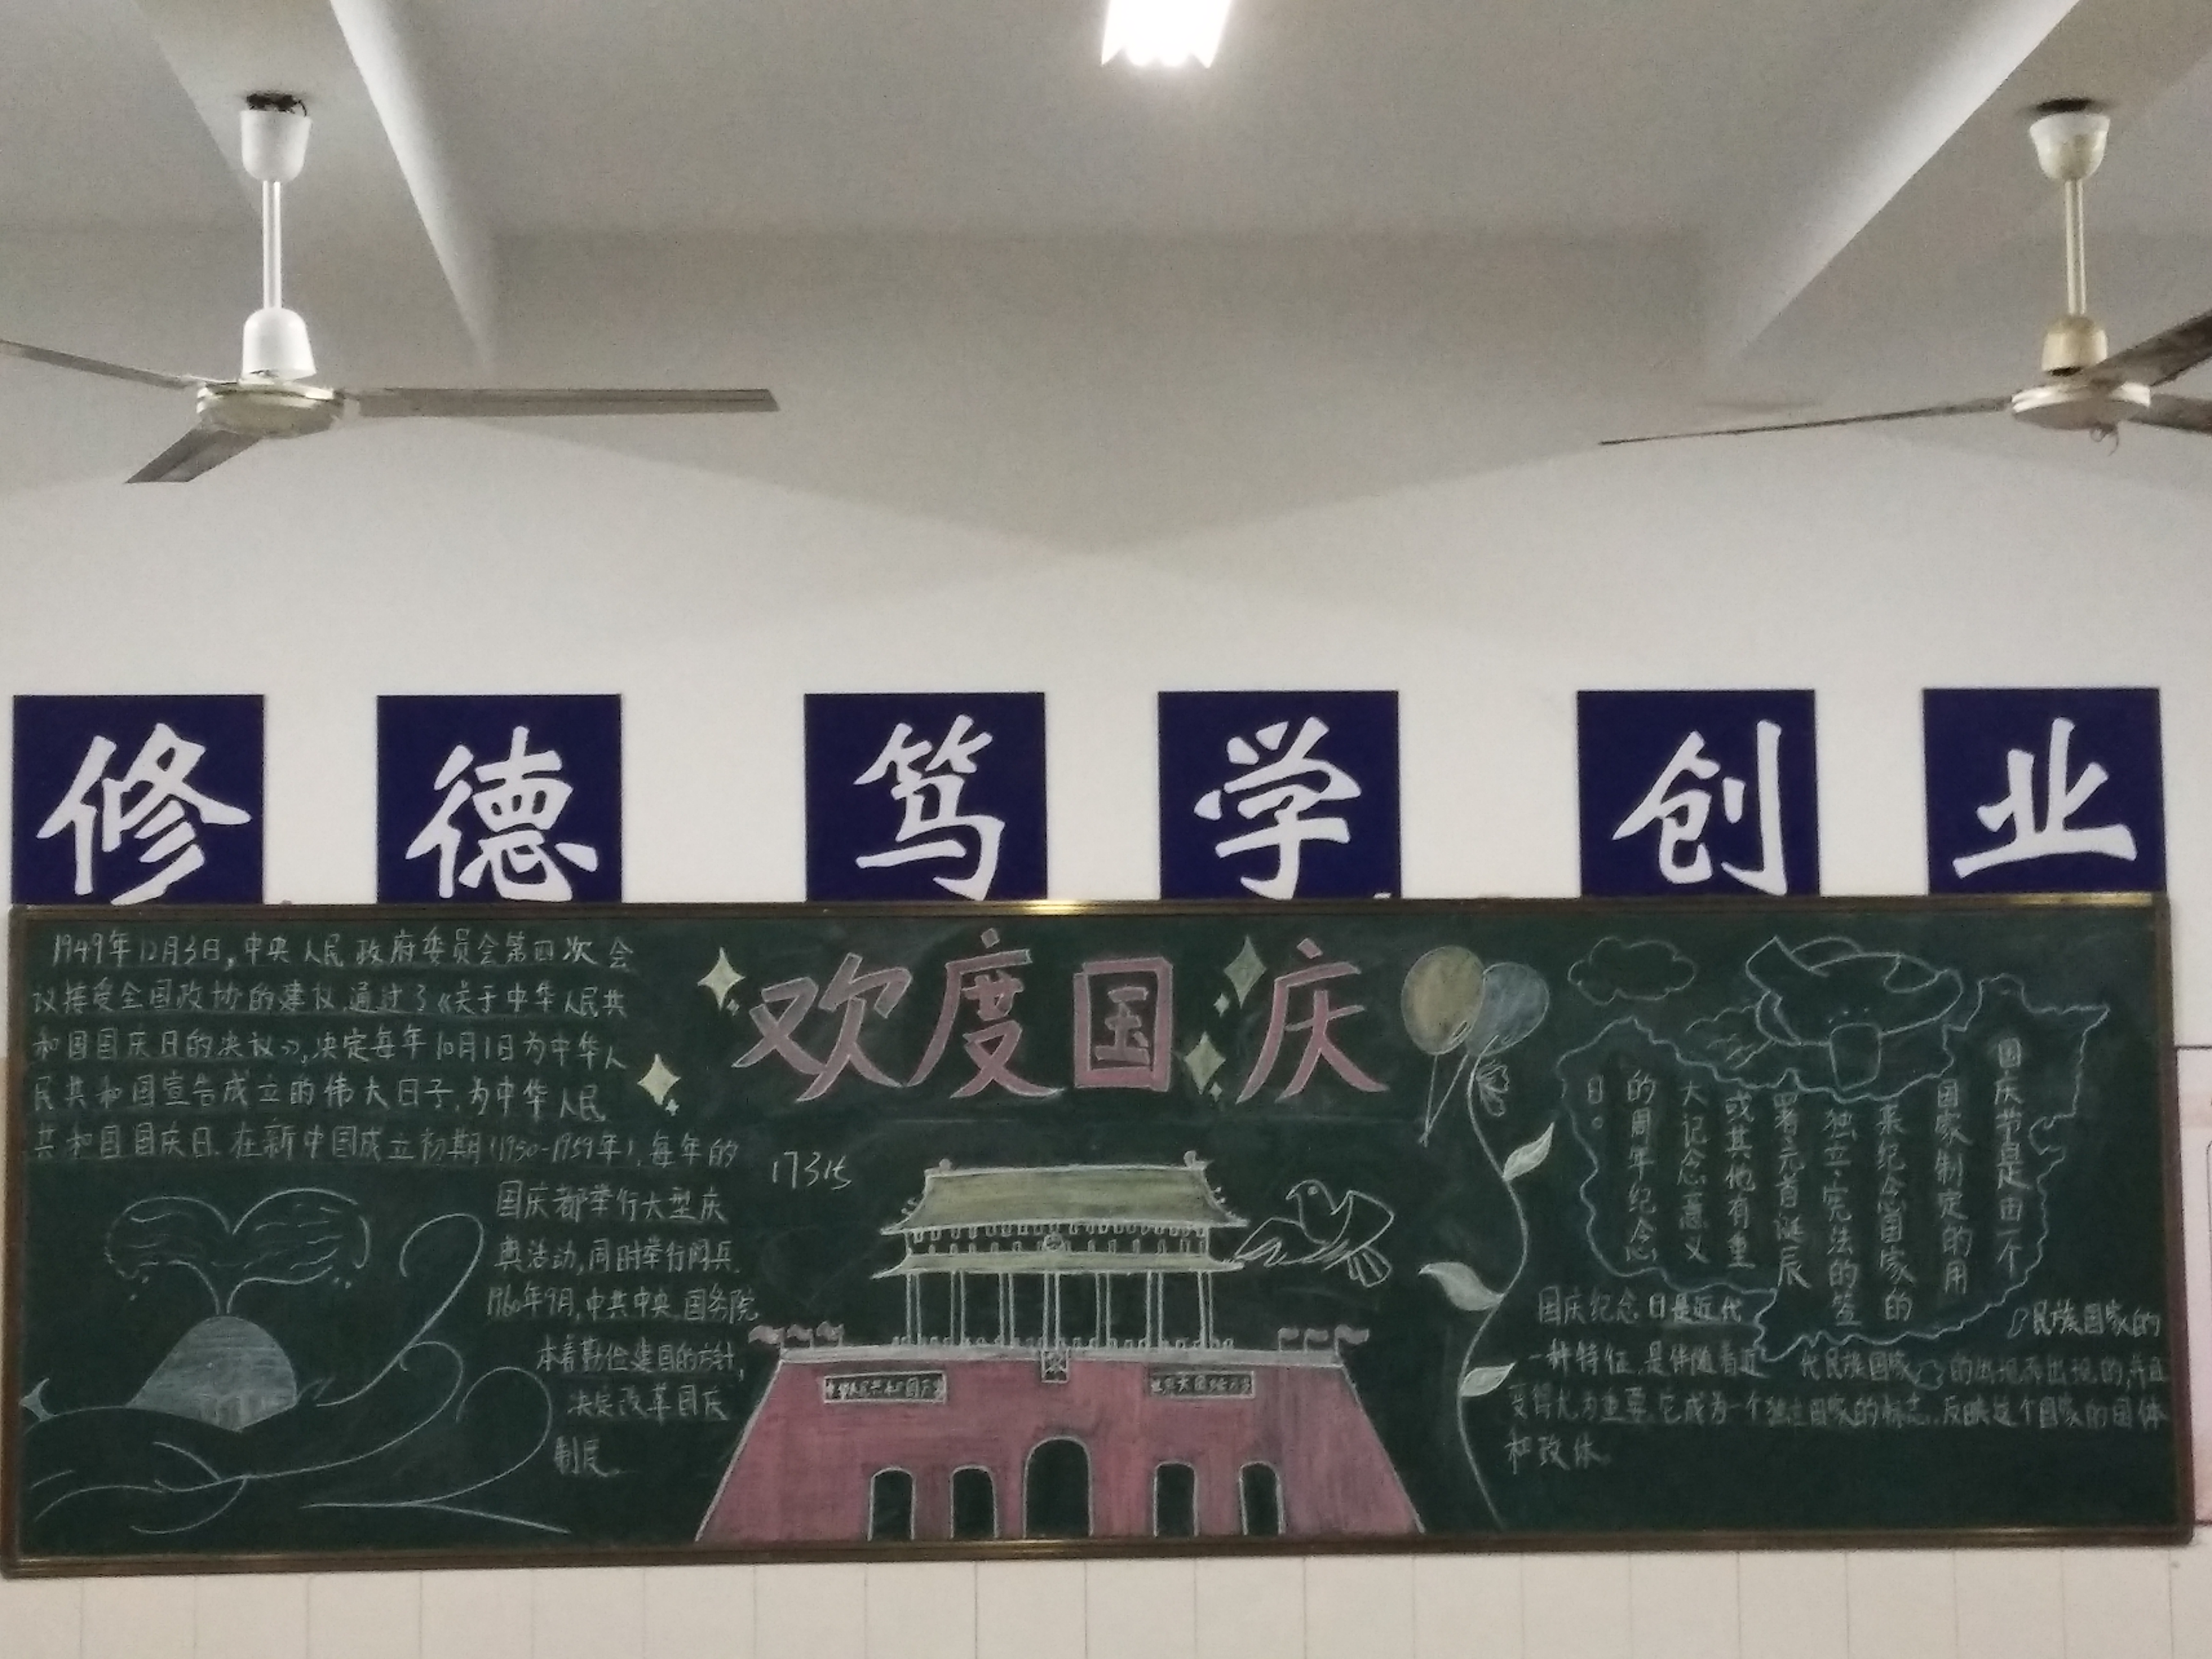 修 德 笃 学 创 业
欢度国庆
1949年12月3日,中央人民政府委员会第四次会
议接受全国政协的建议,通过了《关于中华人民共
和国国庆日的决议》,决定每年10月1日为中华人
民共和国宣告成立的伟大日子,为中华人民
共和国国庆日.在新中国成立初期(1950-1959年),每年的
国庆都举行大型庆
典活动,同时举行阅兵.
1960年9月,中共中央、国务院
本着勤俭建国的方针,
决定改革国庆
制度.
17315
国庆节是由一个
国家制定的用
来纪念国家的
独立宪法的签
署元首诞辰
或其他有重
大记念意义
的周年纪念
日。
国庆纪念日是近代
民族国家的
一种特征,是伴随着近代民族国家的出现而出现的,并且
变得尤为重要.它成为一个独立国家的标志,反映这个国家的国体
和政体。